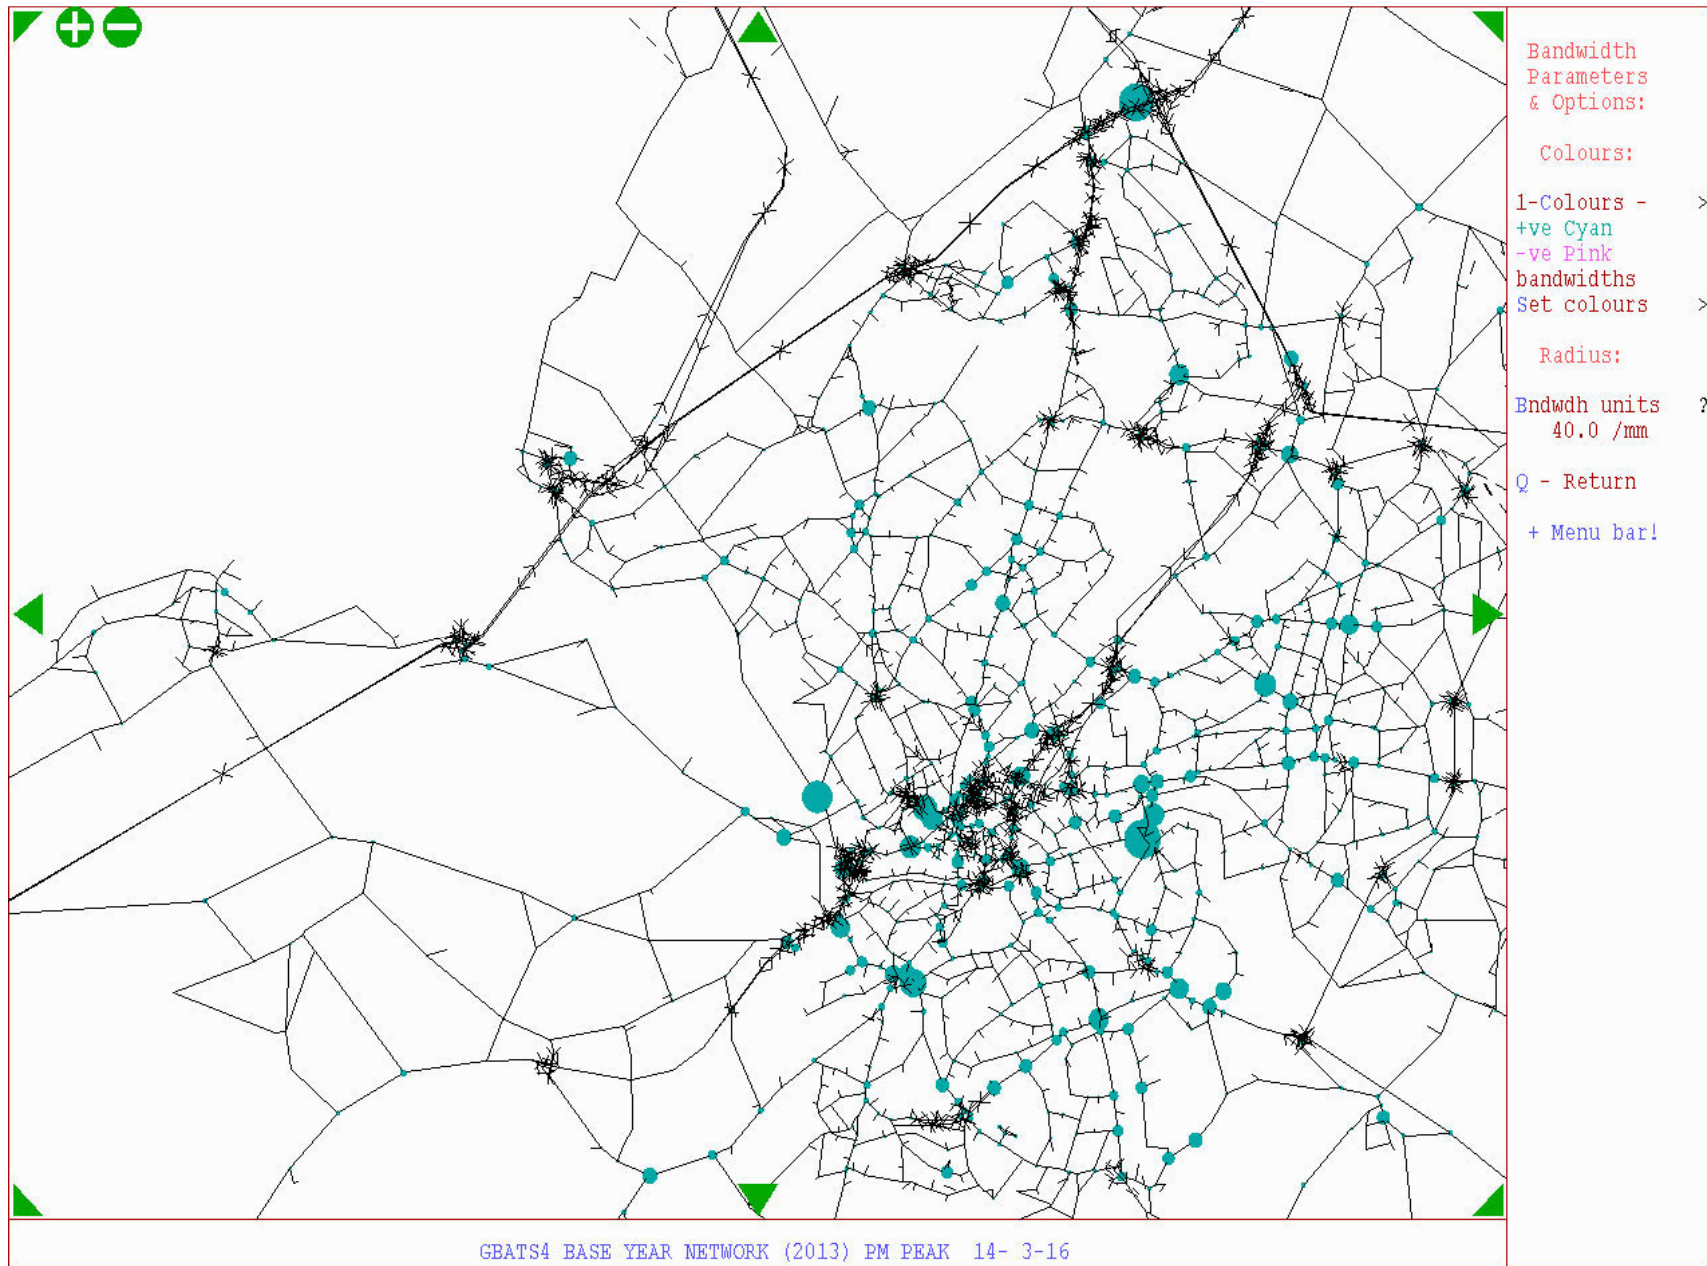 Bandwidth
Parameters
& Options:
Colours:
1-Colours - >
+ve Cyan
-ve Pink
bandwidths
Set colours >
Radius:
Bndwdh units ?
40.0 /mm
Q - Return
+ Menu bar!
GBATS4 BASE YEAR NETWORK (2013) PM PEAK 14- 3-16